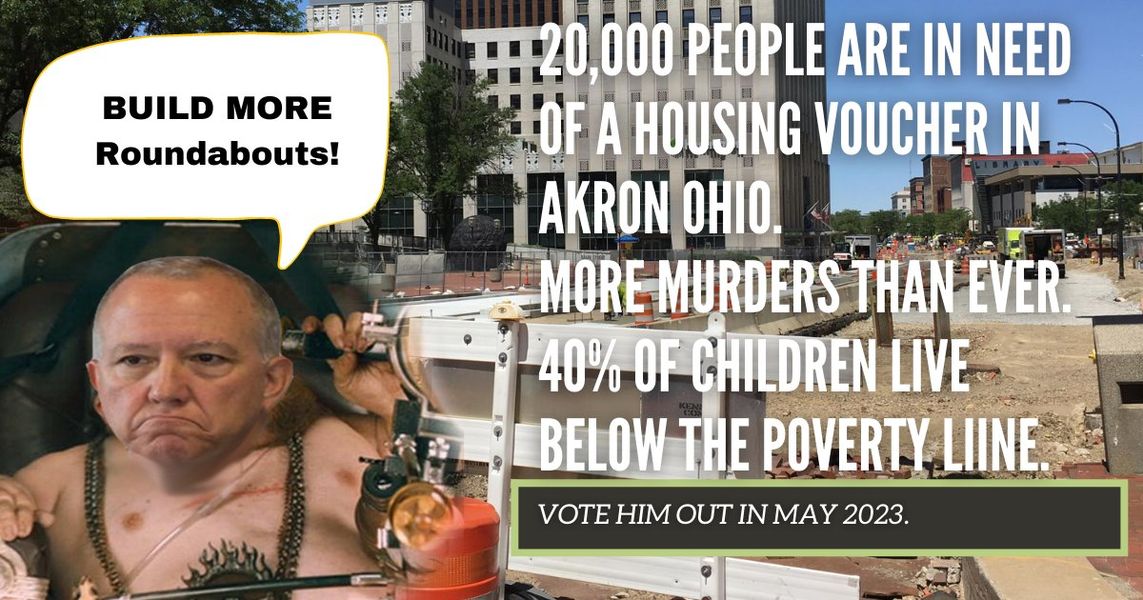 BUILD MORE
Roundabouts!
20,000 PEOPLE ARE IN NEED
OF A HOUSING VOUCHER IN
AKRON OHIO.
MORE MURDERS THAN EVER.
40% OF CHILDREN LIVE
BELOW THE POVERTY LIINE.
VOTE HIM OUT IN MAY 2023.
LIBRARY